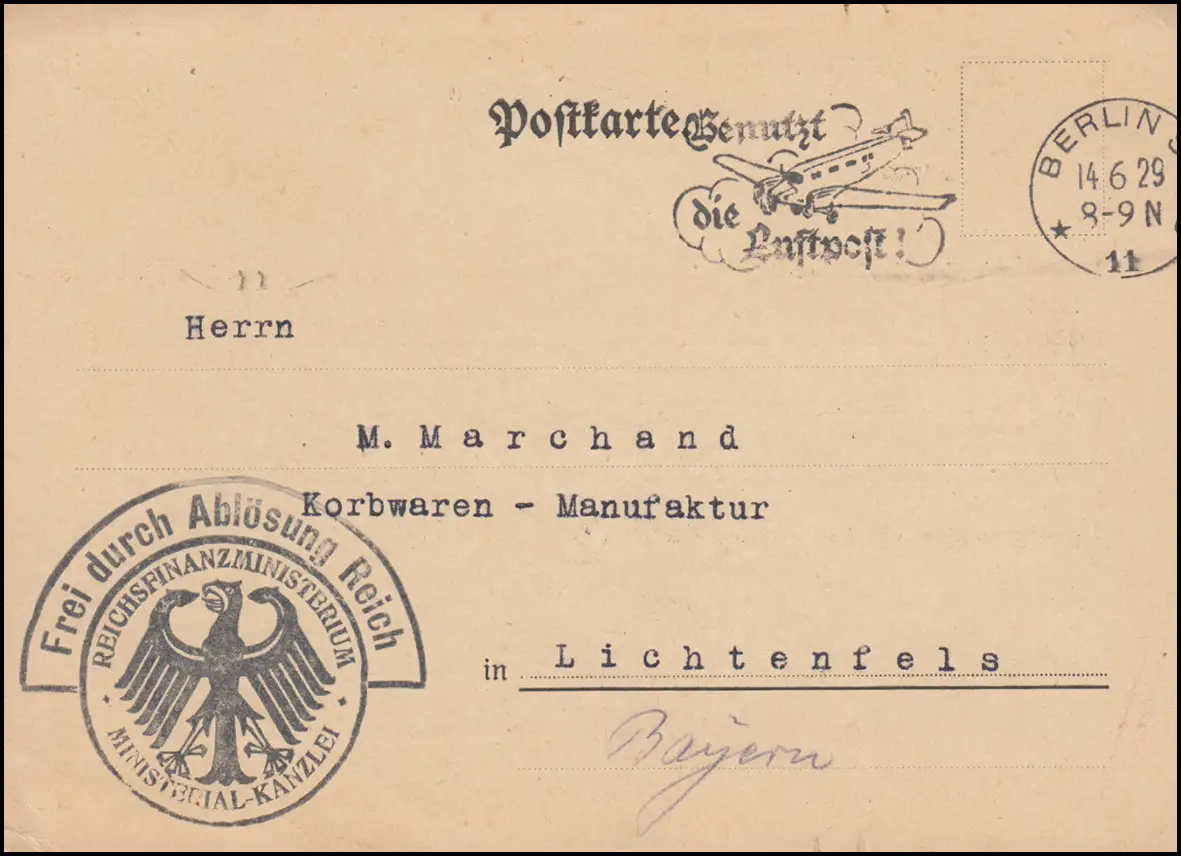 Postkarte
Benutzt
die
Luftpost!
BERLIN
14.6.29
8-9 N
11
Herrn
M. Marchand
Korbwaren - Manufaktur
Frei durch Ablösung Reich
REICHSFINANZMINISTERIUM
MINISTERIAL-KANZLEI
in Lichtenfels
Bayern